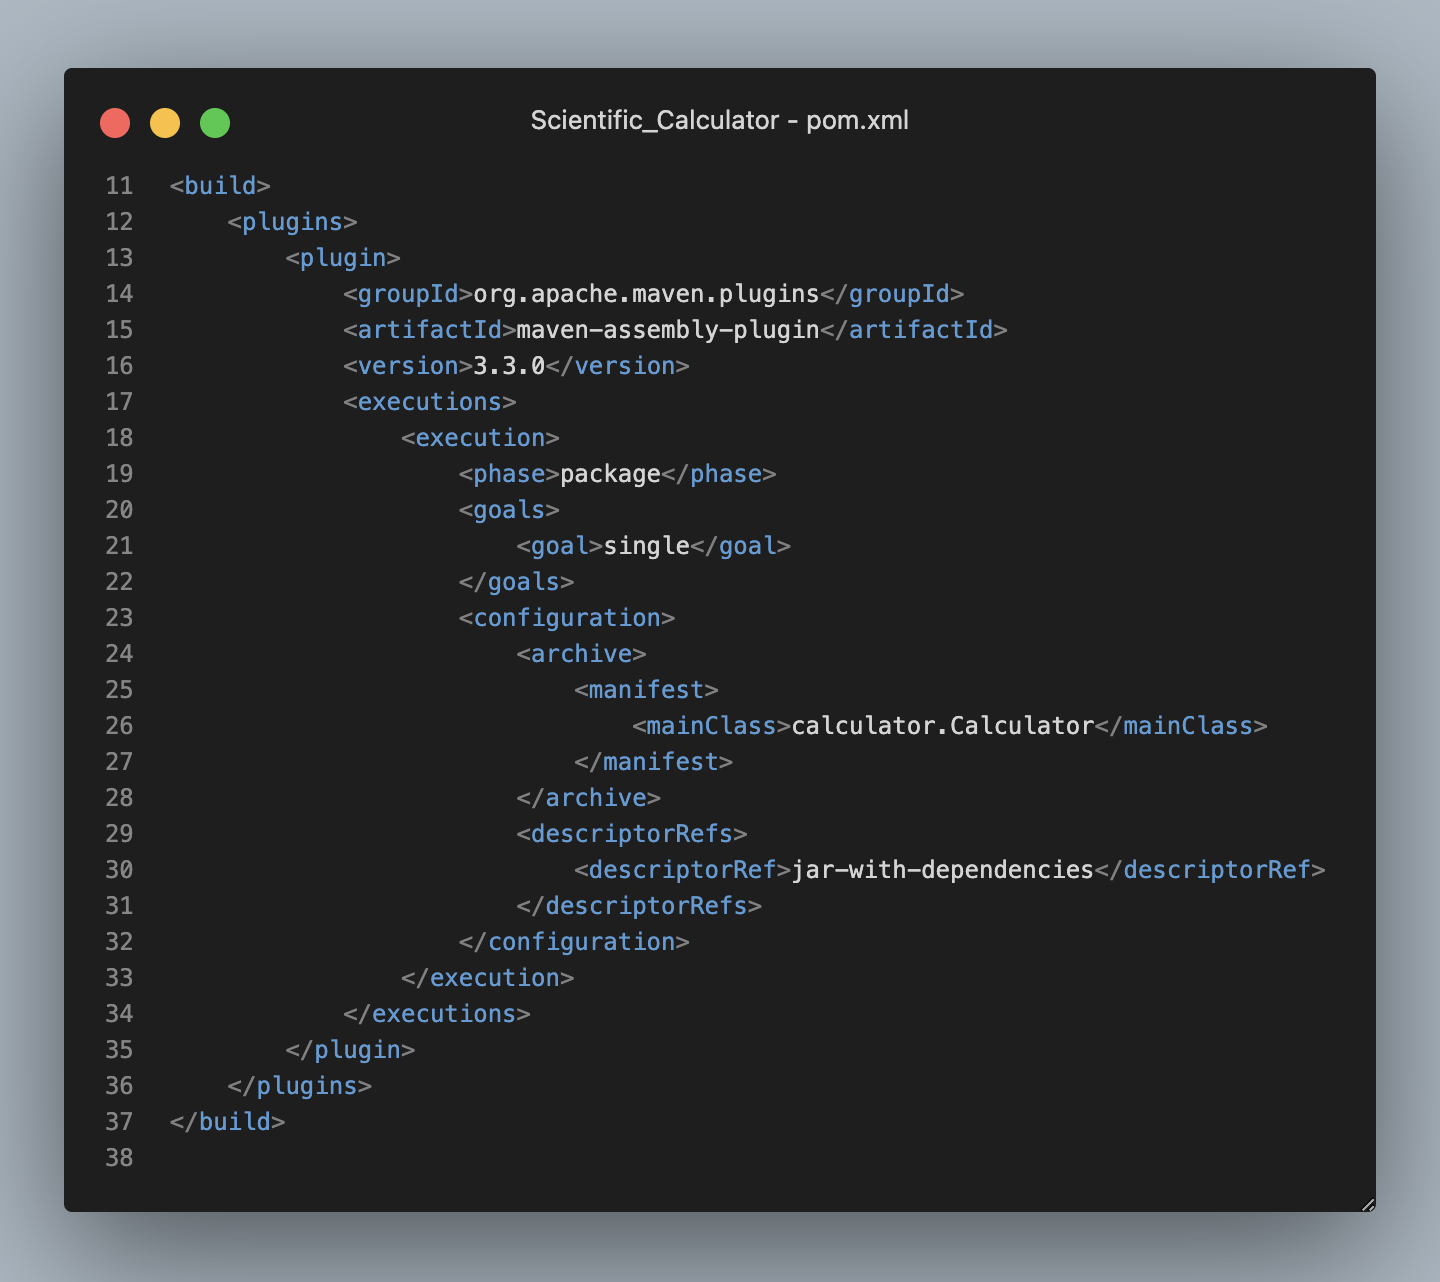 Scientific_Calculator - pom.xml
11 <build>
12     <plugins>
13         <plugin>
14             <groupId>org.apache.maven.plugins</groupId>
15             <artifactId>maven-assembly-plugin</artifactId>
16             <version>3.3.0</version>
17             <executions>
18                 <execution>
19                     <phase>package</phase>
20                     <goals>
21                         <goal>single</goal>
22                     </goals>
23                     <configuration>
24                         <archive>
25                             <manifest>
26                                 <mainClass>calculator.Calculator</mainClass>
27                             </manifest>
28                         </archive>
29                         <descriptorRefs>
30                             <descriptorRef>jar-with-dependencies</descriptorRef>
31                         </descriptorRefs>
32                     </configuration>
33                 </execution>
34             </executions>
35         </plugin>
36     </plugins>
37 </build>
38